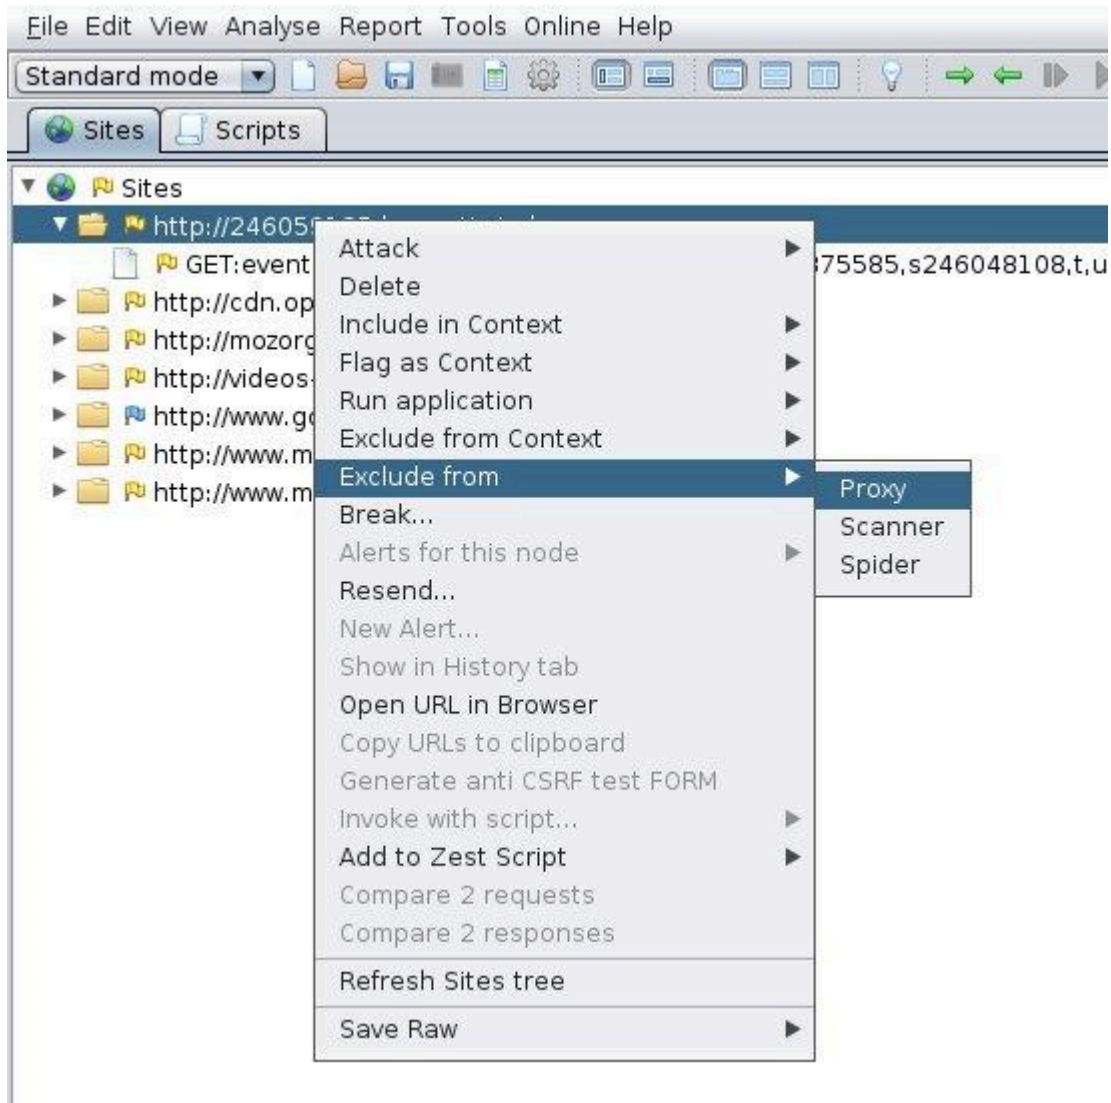 File Edit View Analyse Report Tools Online Help
Standard mode
Sites Scripts
Sites
http://24605
GET:event 375585,s246048108,t,u
http://cdn.op
http://mozorg
http://videos-
http://www.go
http://www.m
http://www.m
Attack
Delete
Include in Context
Flag as Context
Run application
Exclude from Context
Exclude from
Break...
Alerts for this node
Resend...
New Alert...
Show in History tab
Open URL in Browser
Copy URLs to clipboard
Generate anti CSRF test FORM
Invoke with script...
Add to Zest Script
Compare 2 requests
Compare 2 responses
Refresh Sites tree
Save Raw
Proxy
Scanner
Spider